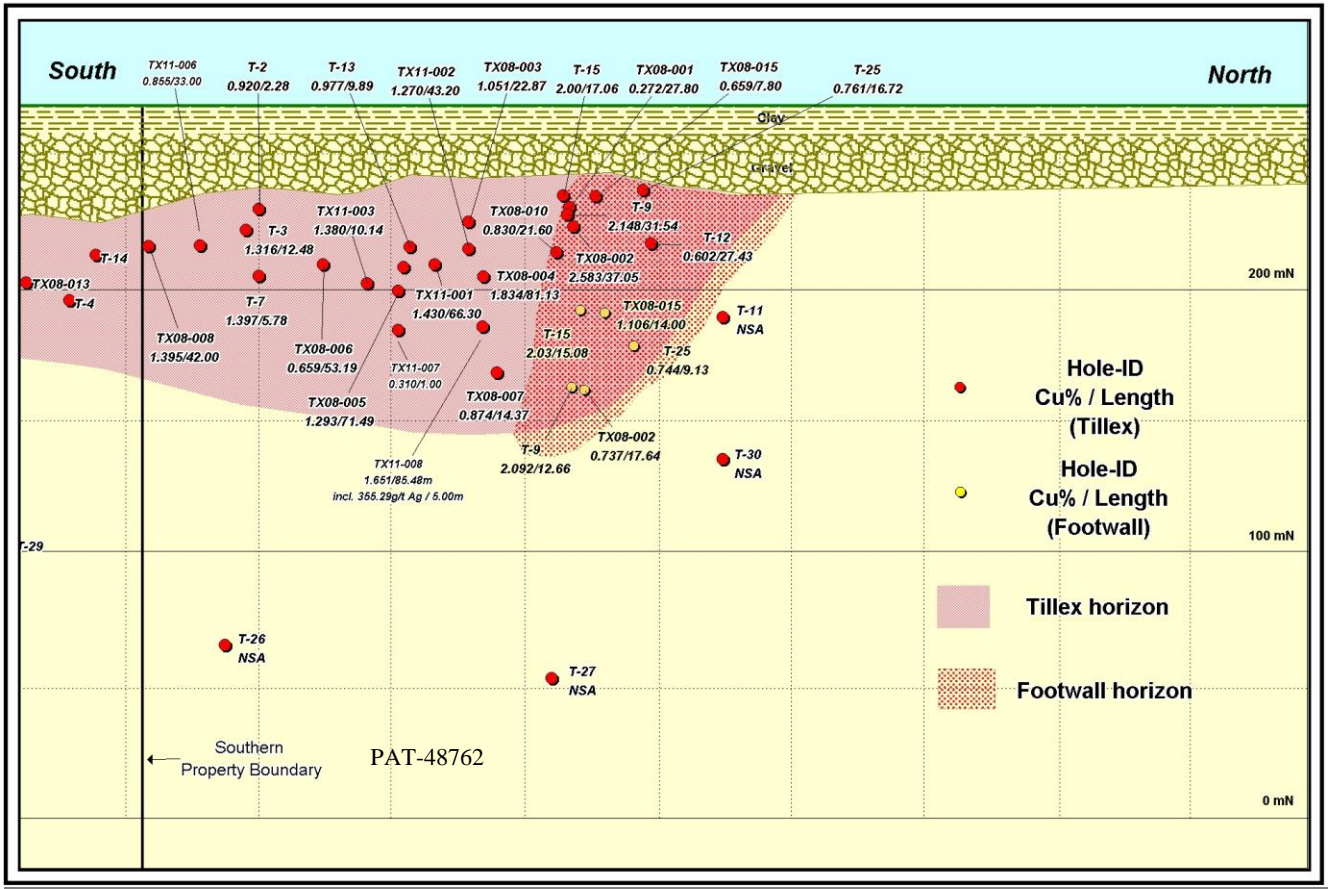 South
North
TX11-006
0.855/33.00
T-2
0.920/2.28
T-13
0.977/9.89
TX11-002
1.270/43.20
TX08-003
1.051/22.87
T-15
2.00/17.06
TX08-001
0.272/27.80
TX08-015
0.659/7.80
T-25
0.761/16.72
Clay
Gravel
TX11-003
1.380/10.14
TX08-010
0.830/21.60
T-9
2.148/31.54
T-3
1.316/12.48
T-12
0.602/27.43
T-14
TX08-002
2.583/37.05
TX08-013
T-4
T-7
1.397/5.78
TX11-001
1.430/66.30
TX08-004
1.834/81.13
200 mN
TX08-015
1.106/14.00
T-11
NSA
TX08-008
1.395/42.00
TX08-006
0.659/53.19
T-15
2.03/15.08
T-25
0.744/9.13
TX11-007
0.310/1.00
TX08-005
1.293/71.49
TX08-007
0.874/14.37
TX08-002
0.737/17.64
T-9
2.092/12.66
TX11-008
1.651/85.48m
incl. 355.29g/t Ag / 5.00m
T-30
NSA
Hole-ID
Cu% / Length
(Tillex)
Hole-ID
Cu% / Length
(Footwall)
T-29
100 mN
Tillex horizon
T-26
NSA
T-27
NSA
Footwall horizon
Southern
Property Boundary
PAT-48762
0 mN